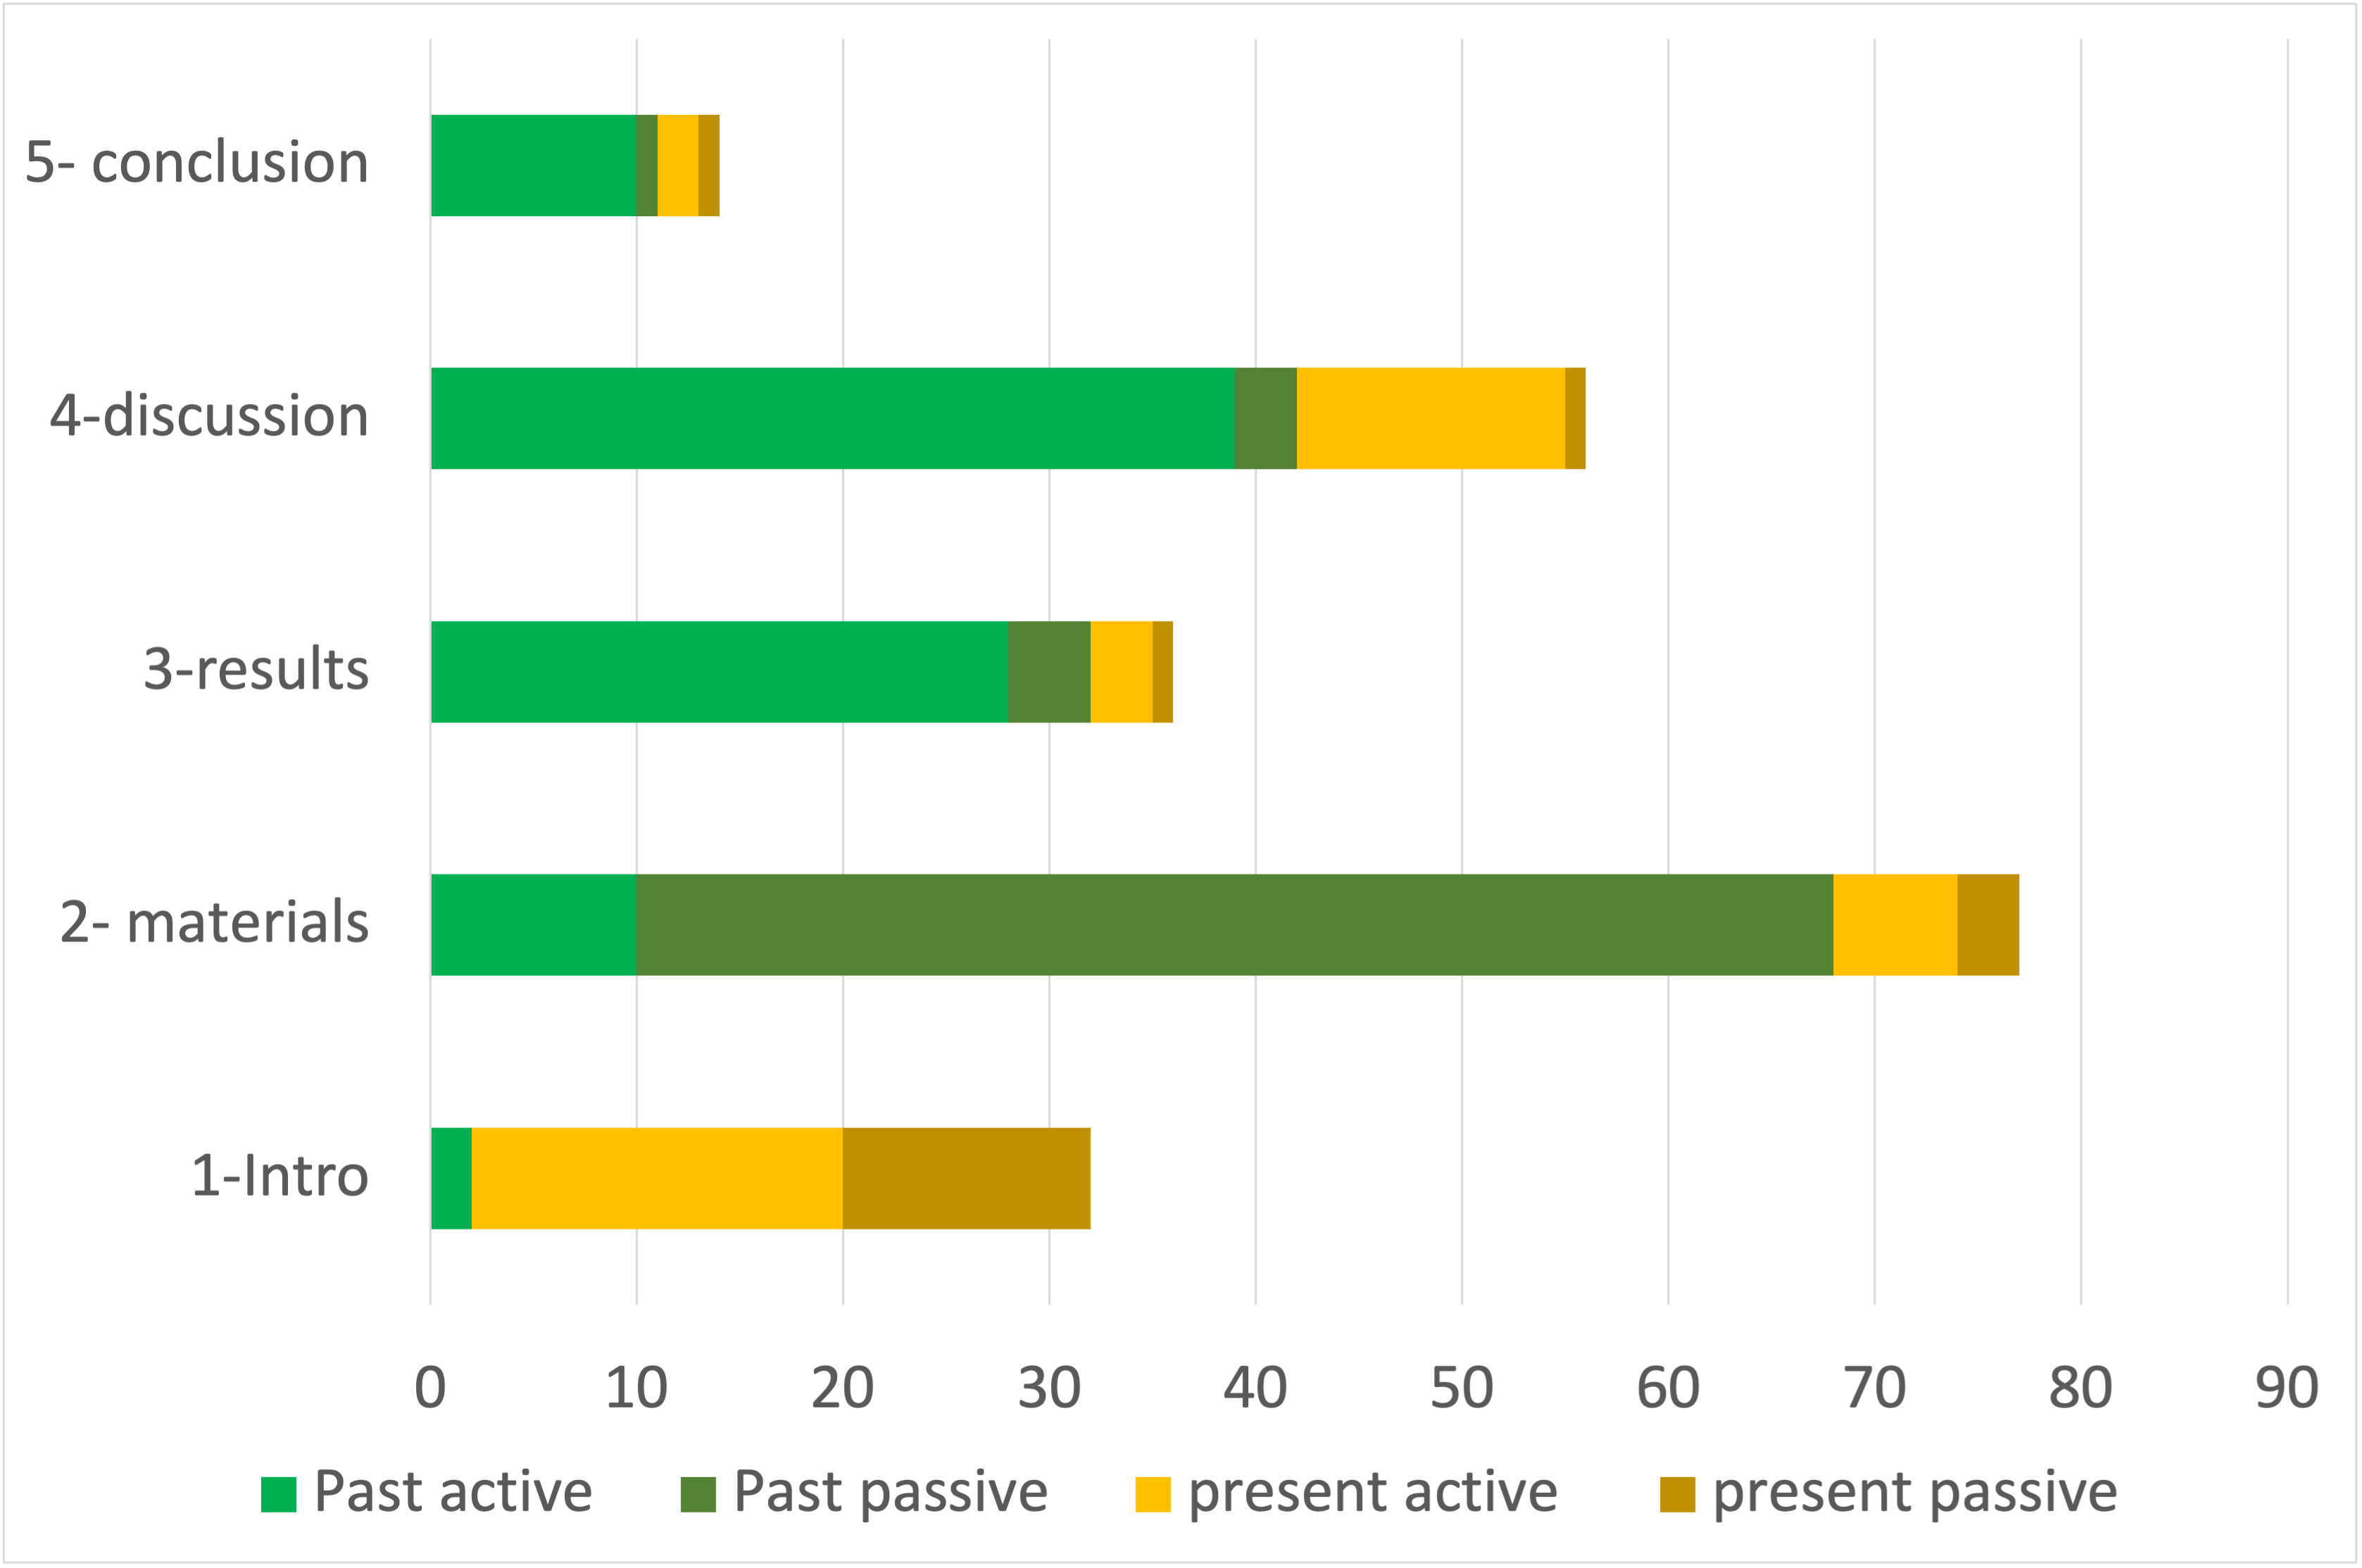 5- conclusion
4-discussion
3-results
2- materials
1-Intro
0 10 20 30 40 50 60 70 80 90
Past active Past passive present active present passive